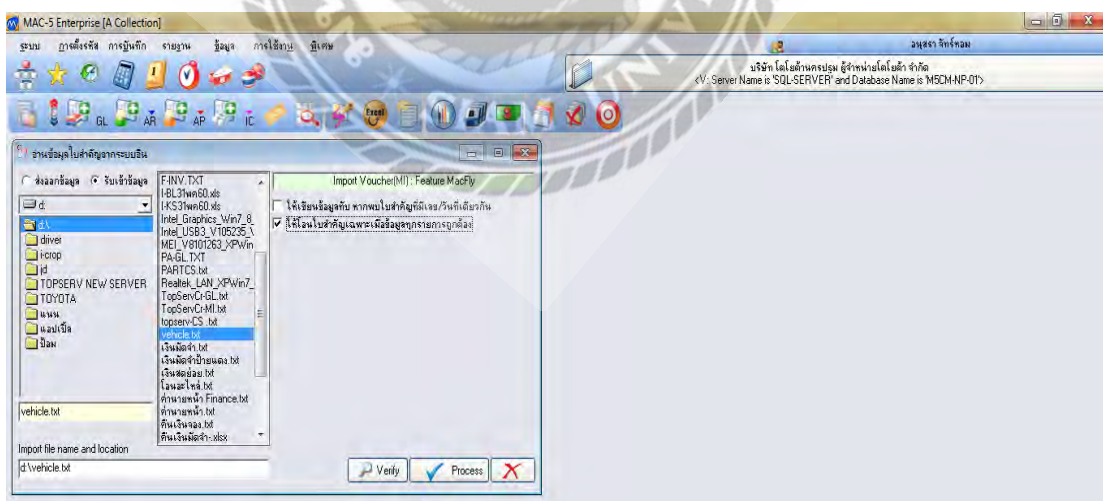 MAC-5 Enterprise [A Collection]
ระบบ การตั้งรหัส การบันทึก รายงาน ข้อมูล การใช้งาน พิเศษ
อนุสรา จิตร์หอม
บริษัท โตโยต้านครปฐม ผู้จำหน่ายโตโยต้า จำกัด
<V: Server Name is 'SQL-SERVER' and Database Name is 'M5CM-NP-01'>
GL AR AP IC Excel
อ่านข้อมูลใบสำคัญจากระบบอื่น
ส่งออกข้อมูล รับเข้าข้อมูล
d:
d:\
driver
i-crop
jd
TOPSERV NEW SERVER
TOYOTA
แนน
แอปเปิ้ล
ป้อม
vehicle.txt
F-INV.TXT
I-BL31พค60.xls
I-KS31พค60.xls
Intel_Graphics_Win7_8_
Intel_USB3_V105235_\
MEI_V8101263_XPWin
PA-GL.TXT
PARTCS.txt
Realtek_LAN_XPWin7_
TopServCr-GL.txt
TopServCr-MI.txt
topserv-CS .txt
vehicle.txt
เงินมัดจำ.txt
เงินมัดจำป้ายแดง.txt
เงินสดย่อย.txt
โอนอะไหล่.txt
ค่านายหน้า Finance.txt
ค่านายหน้า.txt
คืนเงินจอง.txt
คืนเงินมัดจำ-.xlsx
Import Voucher(MI) : Feature MacFly
ให้เขียนข้อมูลทับ หากพบใบสำคัญที่มีเลข/วันที่เดียวกัน
ให้โอนใบสำคัญเฉพาะเมื่อข้อมูลทุกรายการถูกต้อง
Import file name and location
d:\vehicle.txt
Verify Process